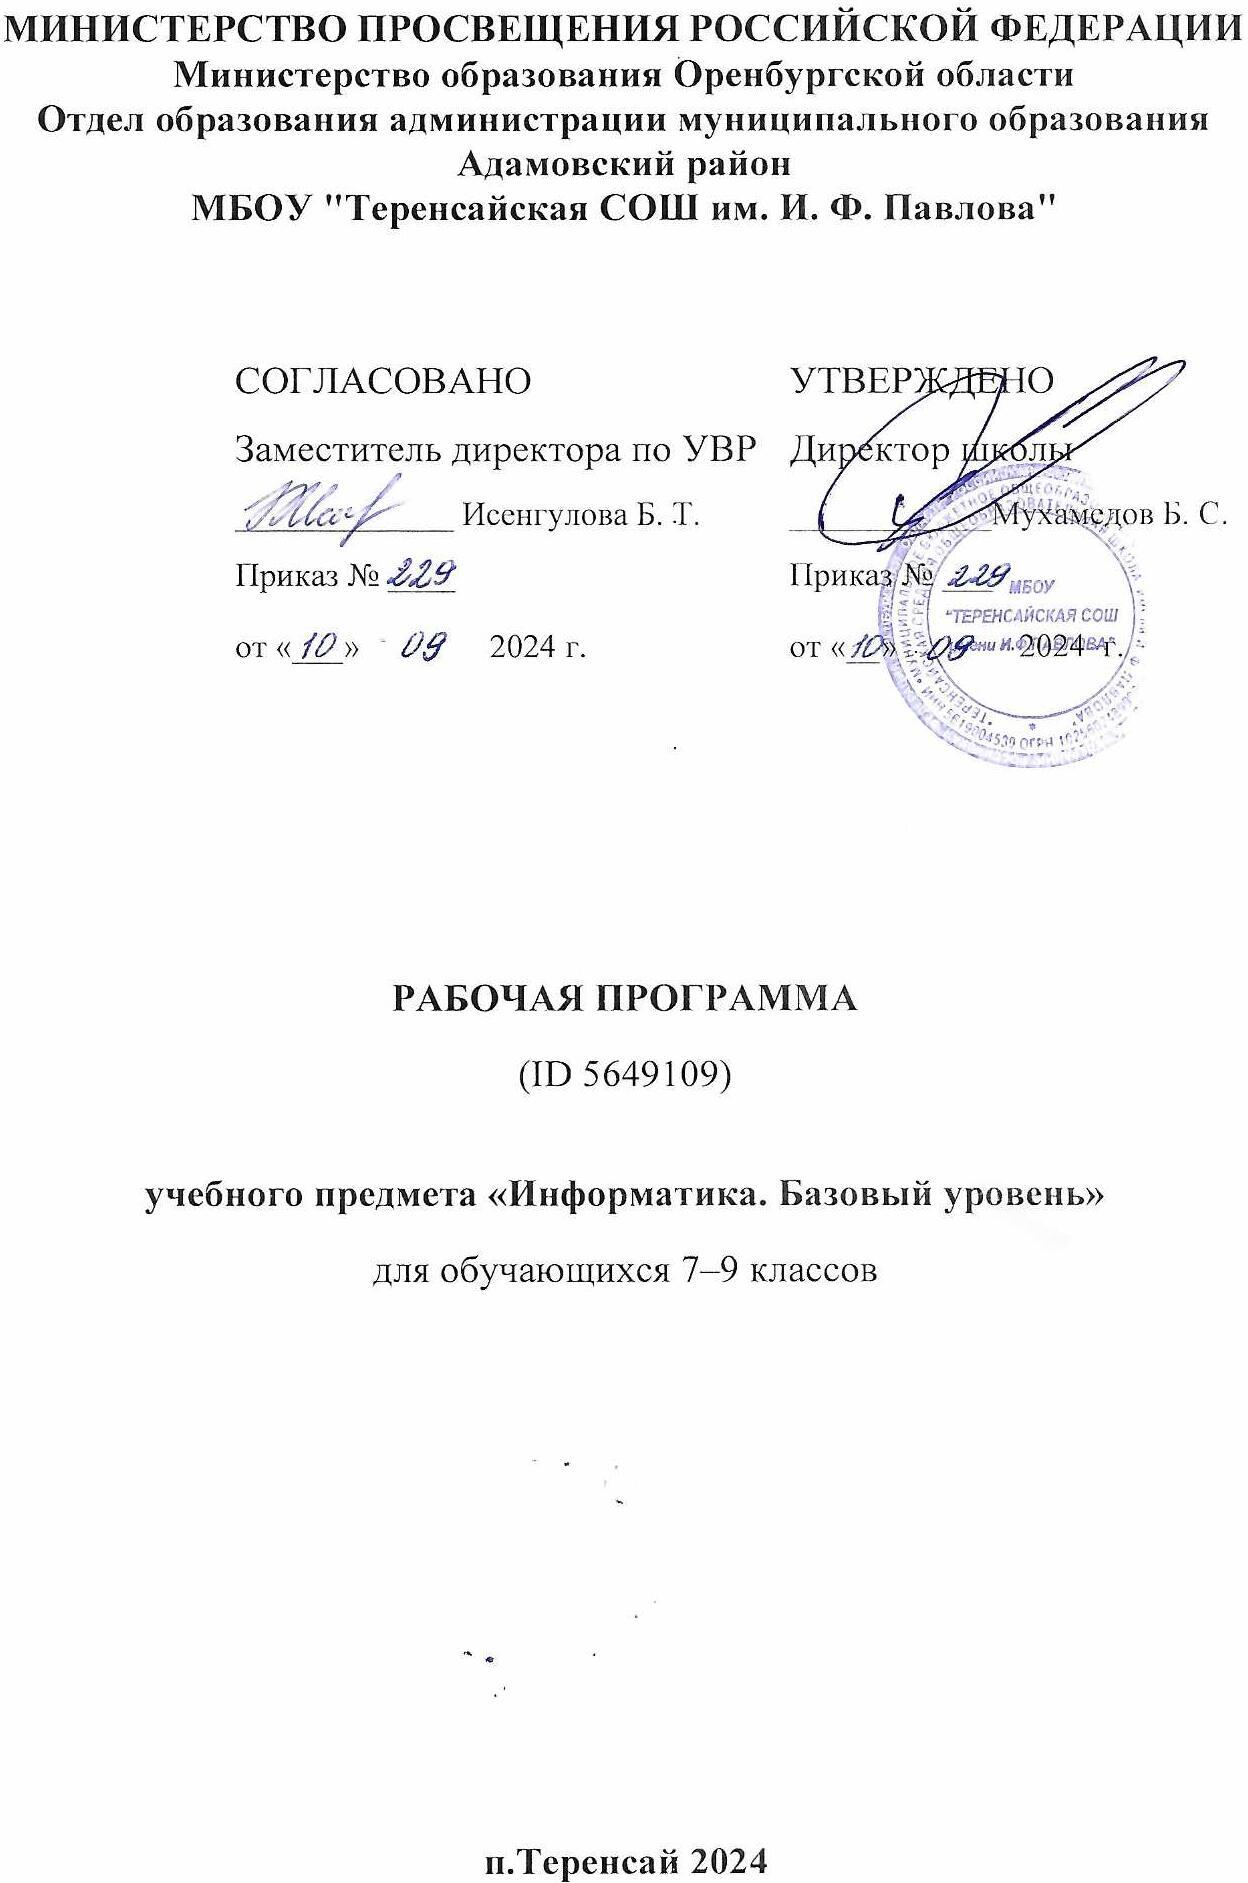 МИНИСТЕРСТВО ПРОСВЕЩЕНИЯ РОССИЙСКОЙ ФЕДЕРАЦИИ
Министерство образования Оренбургской области
Отдел образования администрации муниципального образования
Адамовский район
МБОУ "Теренсайская СОШ им. И. Ф. Павлова"
СОГЛАСОВАНО
Заместитель директора по УВР
Исенгулова Б. Т.
Приказ № 229
от «10» 09 2024 г.
УТВЕРЖДЕНО
Директор школы
Мухамедов Б. С.
Приказ № 229
от «10» 09 2024 г.
МБОУ
"ТЕРЕНСАЙСКАЯ СОШ
имени И.Ф.ПАВЛОВА"
РАБОЧАЯ ПРОГРАММА
(ID 5649109)
учебного предмета «Информатика. Базовый уровень»
для обучающихся 7–9 классов
п.Теренсай 2024